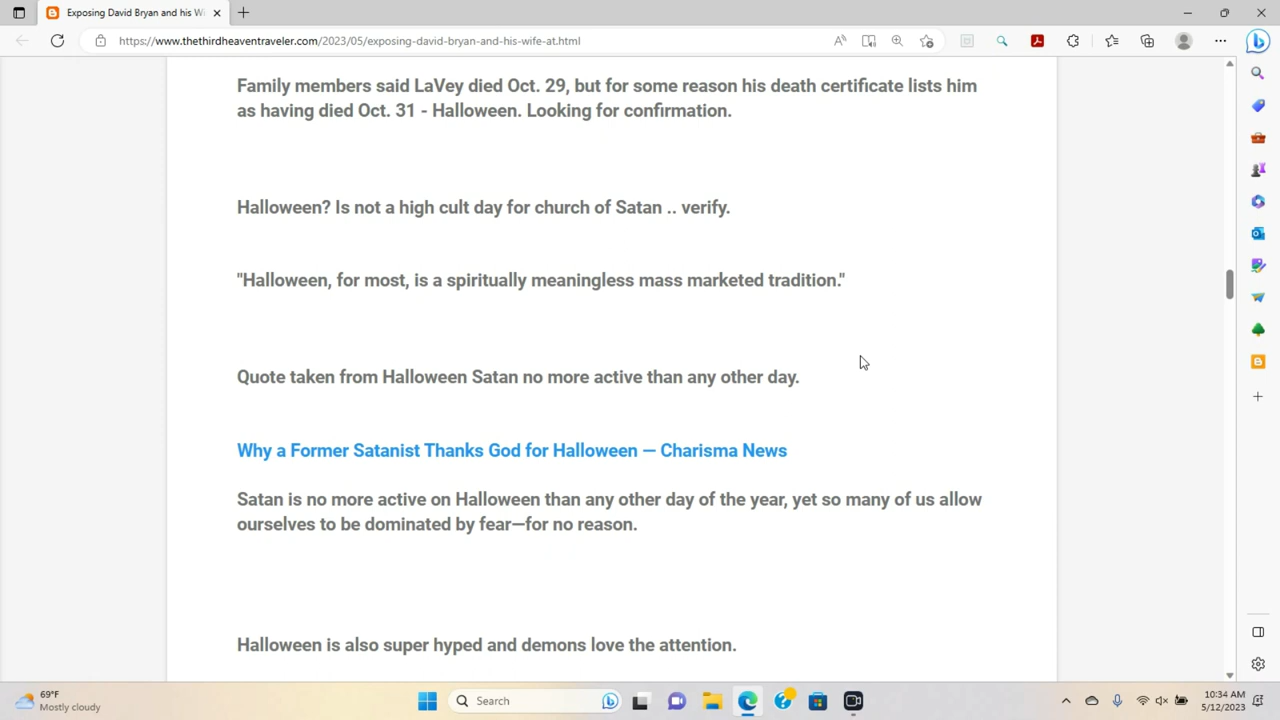 Exposing David Bryan and his Wi
https://www.thethirdheaventraveler.com/2023/05/exposing-david-bryan-and-his-wife-at.html
Family members said LaVey died Oct. 29, but for some reason his death certificate lists him
as having died Oct. 31 - Halloween. Looking for confirmation.
Halloween? Is not a high cult day for church of Satan .. verify.
"Halloween, for most, is a spiritually meaningless mass marketed tradition."
Quote taken from Halloween Satan no more active than any other day.
Why a Former Satanist Thanks God for Halloween — Charisma News
Satan is no more active on Halloween than any other day of the year, yet so many of us allow
ourselves to be dominated by fear—for no reason.
Halloween is also super hyped and demons love the attention.
69°F
Mostly cloudy
Search
10:34 AM
5/12/2023